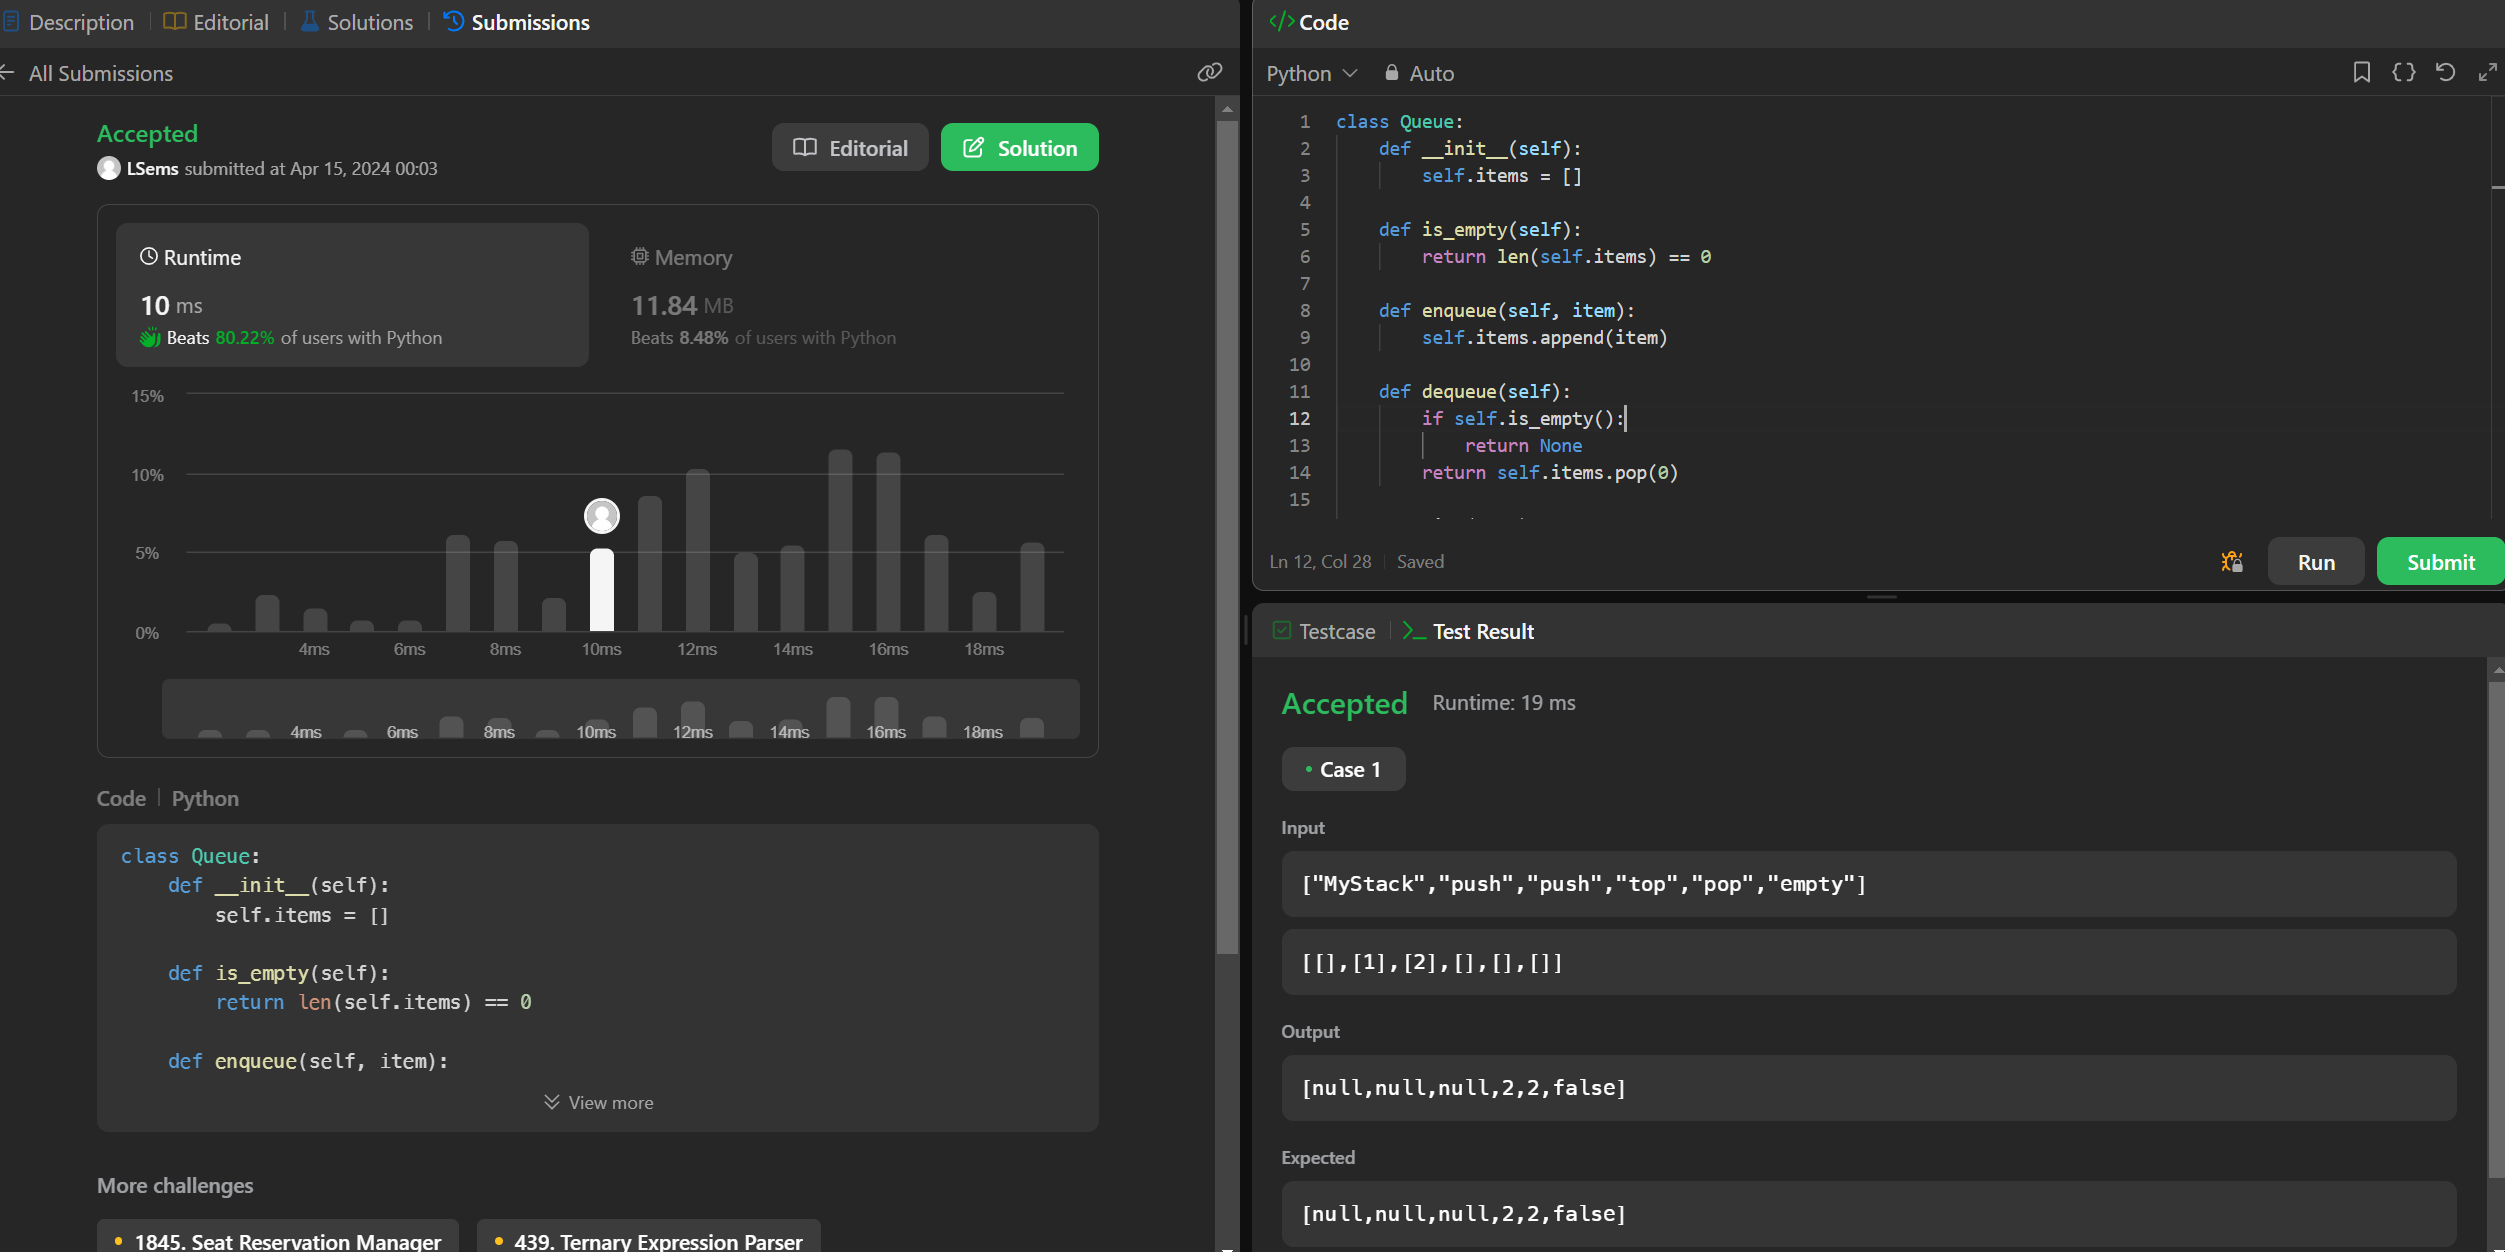 Description
Editorial
Solutions
Submissions
All Submissions
Accepted
LSems submitted at Apr 15, 2024 00:03
Editorial
Solution
Runtime
10 ms
Beats 80.22% of users with Python
Memory
11.84 MB
Beats 8.48% of users with Python
15%
10%
5%
0%
4ms 6ms 8ms 10ms 12ms 14ms 16ms 18ms
4ms 6ms 8ms 10ms 12ms 14ms 16ms 18ms
Code | Python
class Queue:
    def __init__(self):
        self.items = []
    def is_empty(self):
        return len(self.items) == 0
    def enqueue(self, item):
View more
More challenges
1845. Seat Reservation Manager
439. Ternary Expression Parser
</> Code
Python
Auto
1 class Queue:
2     def __init__(self):
3         self.items = []
4
5     def is_empty(self):
6         return len(self.items) == 0
7
8     def enqueue(self, item):
9         self.items.append(item)
10
11     def dequeue(self):
12         if self.is_empty():
13             return None
14         return self.items.pop(0)
15
Ln 12, Col 28 | Saved
Run
Submit
Testcase
Test Result
Accepted
Runtime: 19 ms
Case 1
Input
["MyStack","push","push","top","pop","empty"]
[[],[1],[2],[],[],[]]
Output
[null,null,null,2,2,false]
Expected
[null,null,null,2,2,false]